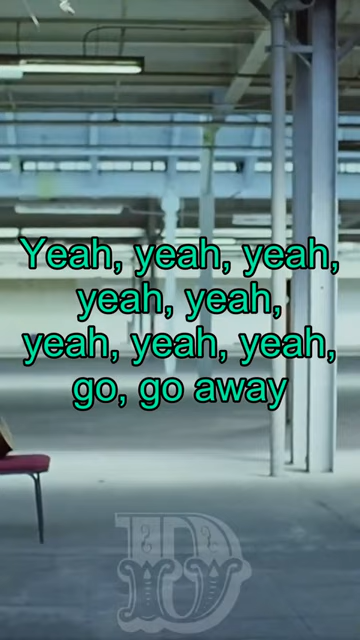 Yeah, yeah, yeah,
yeah, yeah,
yeah, yeah, yeah,
go, go away
D